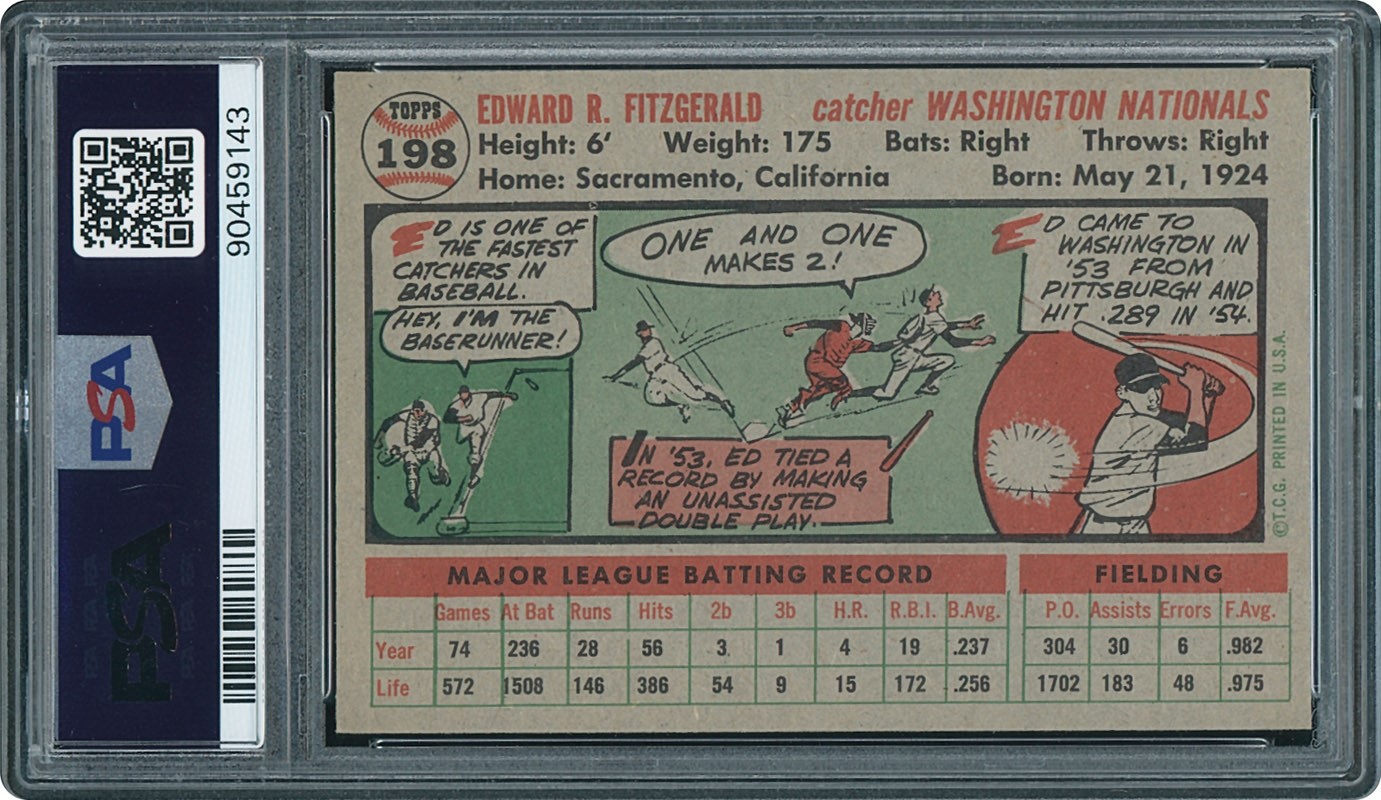 90459143
PSA
PSA
TOPPS
198
EDWARD R. FITZGERALD catcher WASHINGTON NATIONALS
Height: 6' Weight: 175 Bats: Right Throws: Right
Home: Sacramento, California Born: May 21, 1924
ED IS ONE OF
THE FASTEST
CATCHERS IN
BASEBALL.
HEY, I'M THE
BASERUNNER!
ONE AND ONE
MAKES 2!
IN '53, ED TIED A
RECORD BY MAKING
AN UNASSISTED
DOUBLE PLAY.
ED CAME TO
WASHINGTON IN
'53 FROM
PITTSBURGH AND
HIT .289 IN '54.
©T.C.G. PRINTED IN U.S.A.
MAJOR LEAGUE BATTING RECORD FIELDING
Games At Bat Runs Hits 2b 3b H.R. R.B.I. B.Avg. P.O. Assists Errors F.Avg.
Year 74 236 28 56 3 1 4 19 .237 304 30 6 .982
Life 572 1508 146 386 54 9 15 172 .256 1702 183 48 .975